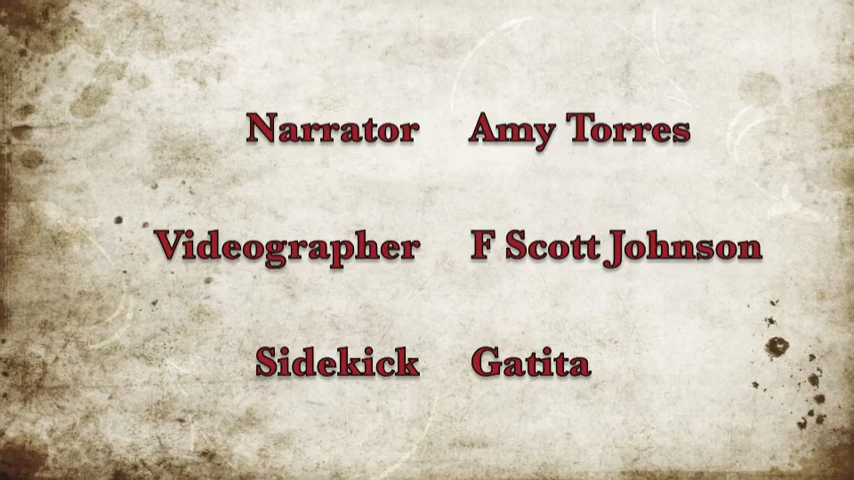 Narrator Amy Torres
Videographer F Scott Johnson
Sidekick Gatita